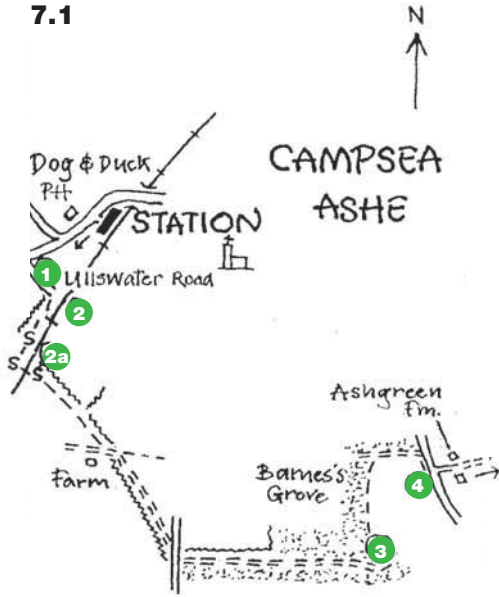 7.1
N
Dog & Duck
PH
CAMPSEA
ASHE
STATION
1
Ullswater Road
2
S
2a
S
S
Ashgreen
Fm.
Farm
Barnes's
Grove
4
3